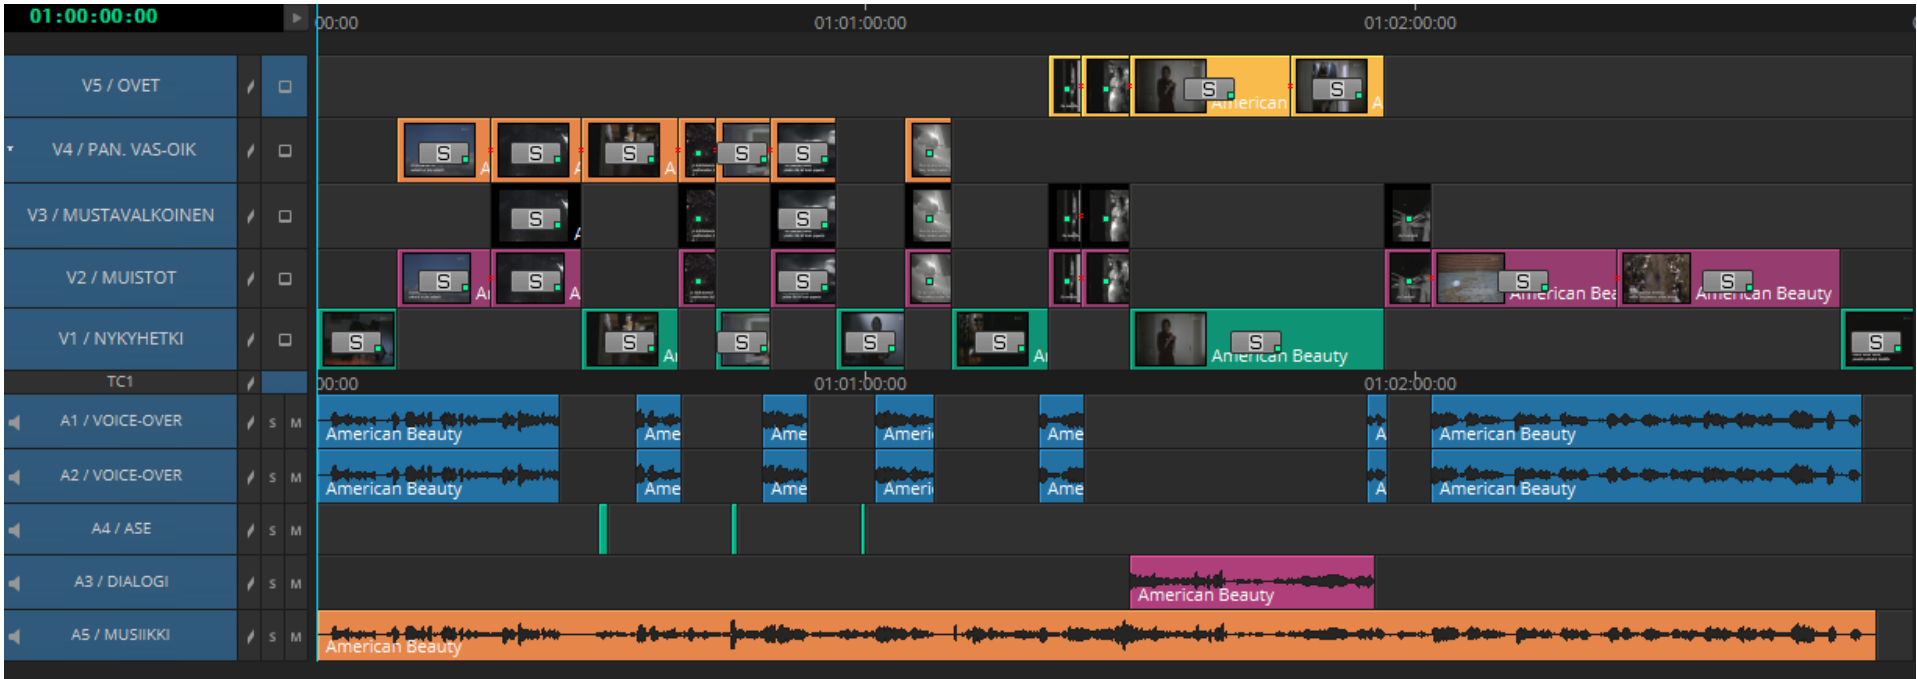 01:00:00:00
00:00 01:01:00:00 01:02:00:00
V5 / OVET
S S
American A
V4 / PAN. VAS-OIK
S S S S S
A A A
V3 / MUSTAVALKOINEN
S S
A
V2 / MUISTOT
S S S S S
A A American Bea American Beauty
V1 / NYKYHETKI
S S S S S S S
A A American Beauty
TC1
00:00 01:01:00:00 01:02:00:00
A1 / VOICE-OVER S M
American Beauty Ame Ame Ameri Ame A American Beauty
A2 / VOICE-OVER S M
American Beauty Ame Ame Ameri Ame A American Beauty
A4 / ASE S M
A3 / DIALOGI S M
American Beauty
A5 / MUSIIKKI S M
American Beauty